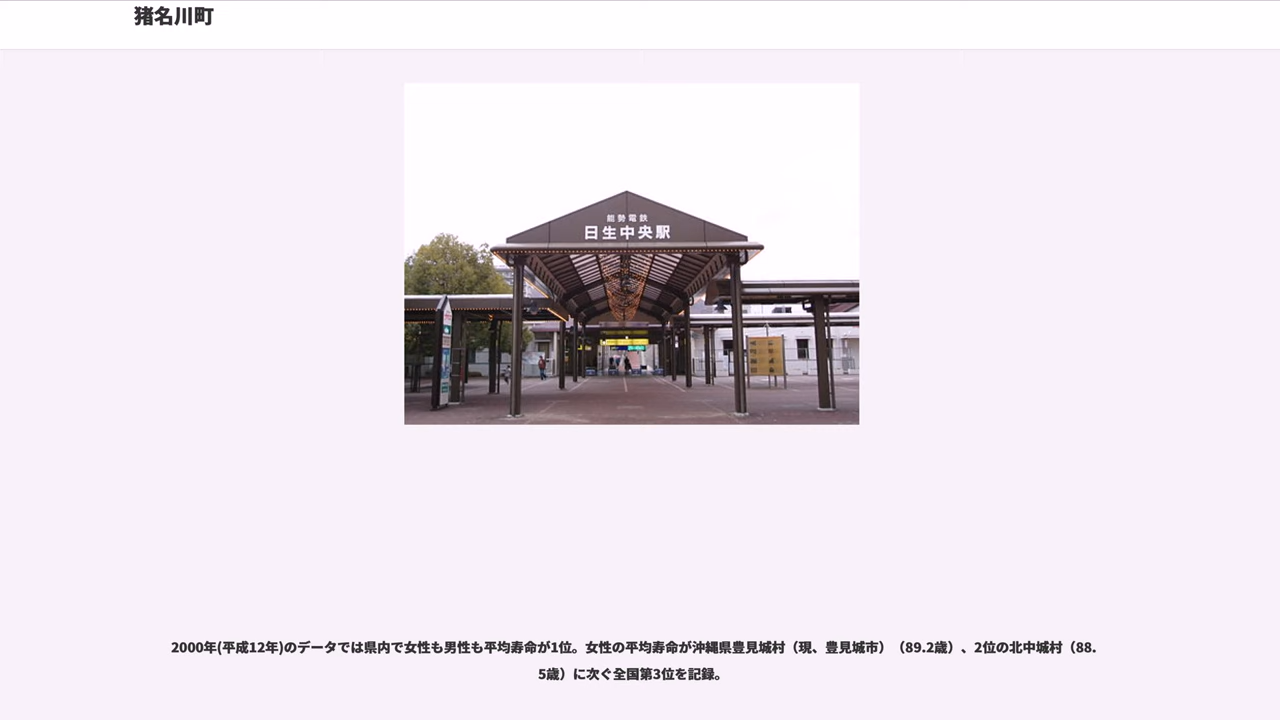 猪名川町
能勢電鉄
日生中央駅
2000年(平成12年)のデータでは県内で女性も男性も平均寿命が1位。女性の平均寿命が沖縄県豊見城村（現、豊見城市）（89.2歳）、2位の北中城村（88.
5歳）に次ぐ全国第3位を記録。